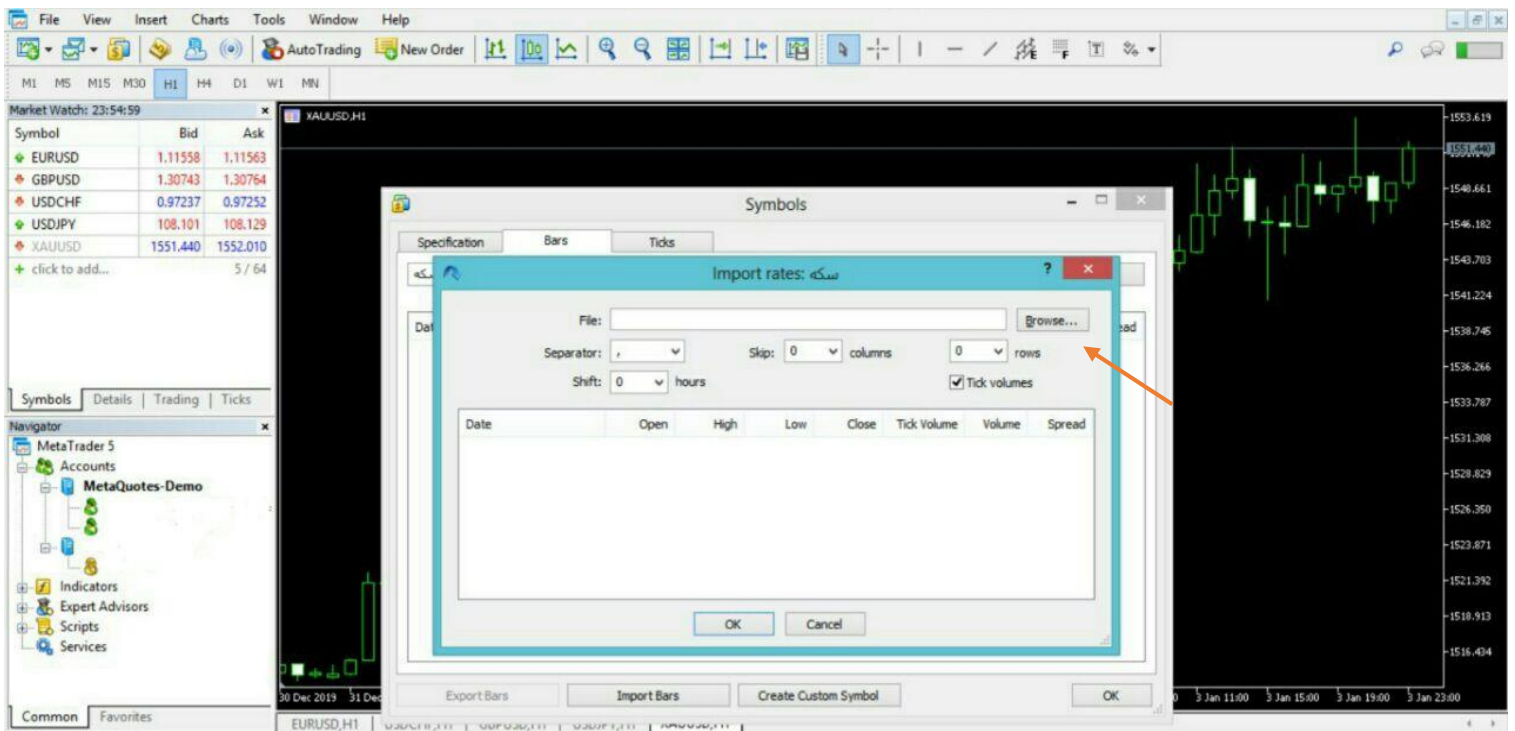 File View Insert Charts Tools Window Help
AutoTrading New Order
M1 M5 M15 M30 H1 H4 D1 W1 MN
Market Watch: 23:54:59
Symbol Bid Ask
EURUSD 1.11558 1.11563
GBPUSD 1.30743 1.30764
USDCHF 0.97237 0.97252
USDJPY 108.101 108.129
XAUUSD 1551.440 1552.010
click to add... 5 / 64
Symbols Details Trading Ticks
Navigator
MetaTrader 5
Accounts
MetaQuotes-Demo
Indicators
Expert Advisors
Scripts
Services
Common Favorites
XAUUSD,H1
Symbols
Specification Bars Ticks
Import rates: سکه
File: Browse...
Separator: , Skip: 0 columns 0 rows
Shift: 0 hours Tick volumes
Date Open High Low Close Tick Volume Volume Spread
OK Cancel
Export Bars Import Bars Create Custom Symbol OK
1553.619
1551.440
1548.661
1546.182
1543.703
1541.224
1538.745
1536.266
1533.787
1531.308
1528.829
1526.350
1523.871
1521.392
1518.913
1516.434
30 Dec 2019 31 Dec 3 Jan 11:00 3 Jan 15:00 3 Jan 19:00 3 Jan 23:00
EURUSD,H1